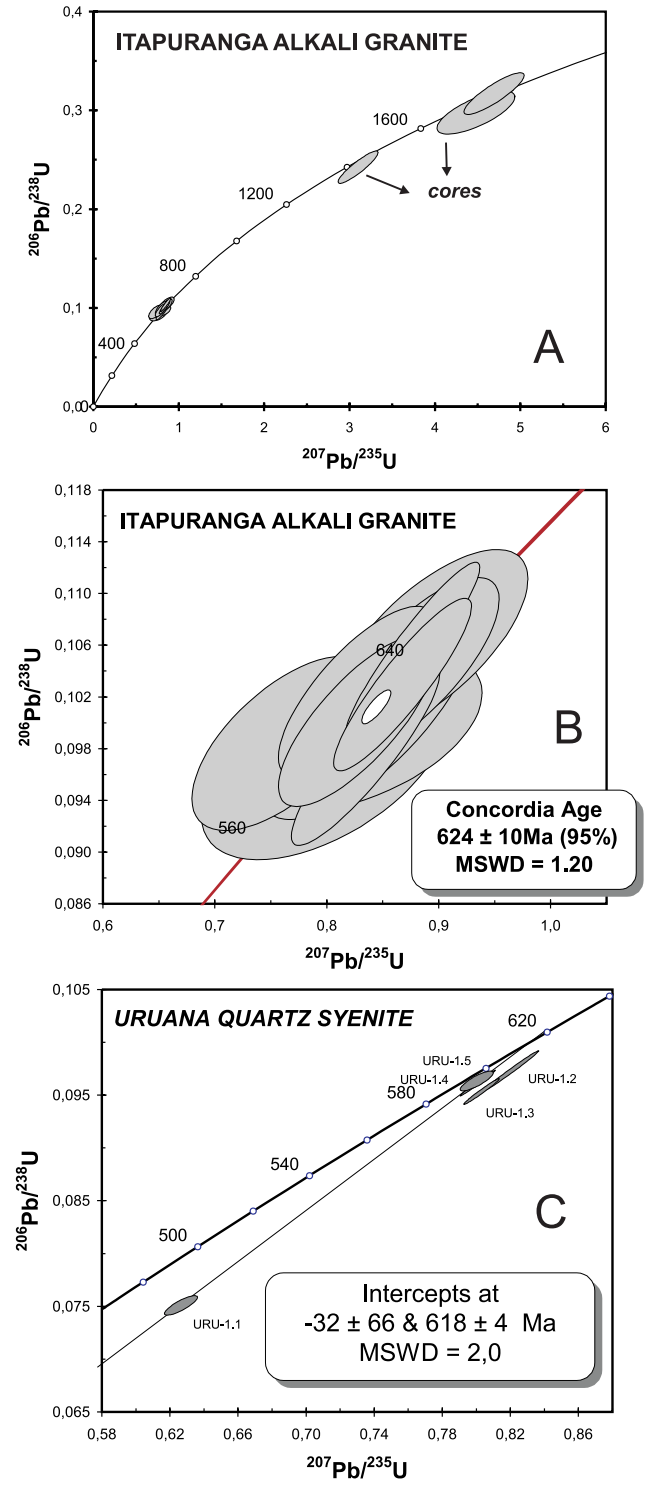 ITAPURANGA ALKALI GRANITE
0,4
0,3
0,2
0,1
0,0
0
400
800
1200
1600
cores
A
0
1
2
3
4
5
6
206Pb/238U
207Pb/235U
ITAPURANGA ALKALI GRANITE
0,118
0,114
0,110
0,106
0,102
0,098
0,094
0,090
0,086
640
560
B
Concordia Age
624 ± 10Ma (95%)
MSWD = 1.20
0,6
0,7
0,8
0,9
1,0
206Pb/238U
207Pb/235U
URUANA QUARTZ SYENITE
0,105
0,095
0,085
0,075
0,065
620
580
540
500
URU-1.5
URU-1.4
URU-1.2
URU-1.3
URU-1.1
C
Intercepts at
-32 ± 66 & 618 ± 4 Ma
MSWD = 2,0
0,58
0,62
0,66
0,70
0,74
0,78
0,82
0,86
206Pb/238U
207Pb/235U